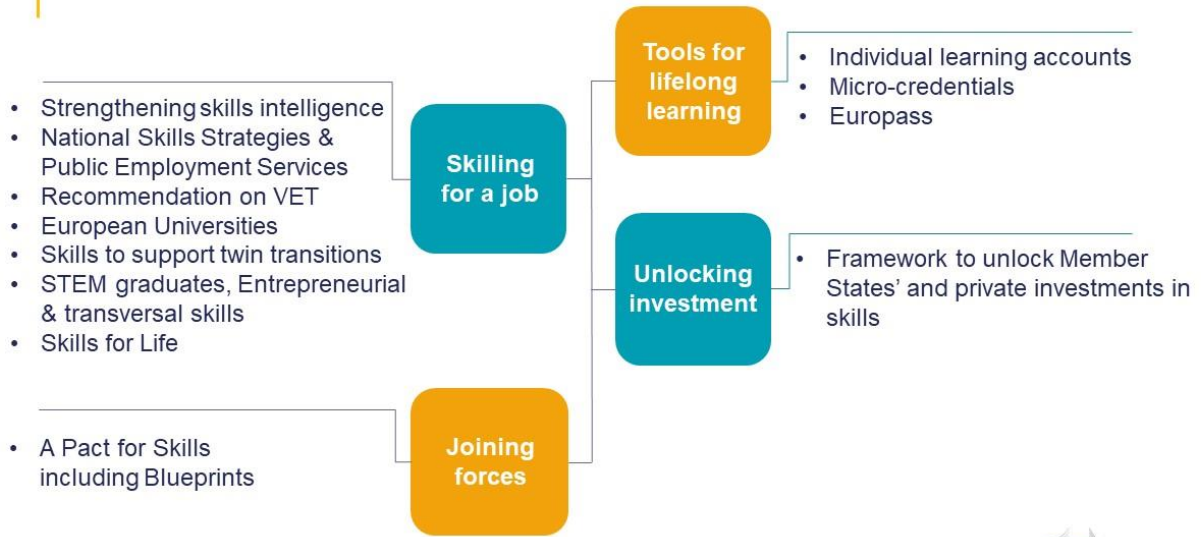 • Strengthening skills intelligence
• National Skills Strategies &
Public Employment Services
• Recommendation on VET
• European Universities
• Skills to support twin transitions
• STEM graduates, Entrepreneurial
& transversal skills
• Skills for Life
Skilling
for a job
Tools for
lifelong
learning
• Individual learning accounts
• Micro-credentials
• Europass
Unlocking
investment
• Framework to unlock Member
States' and private investments in
skills
• A Pact for Skills
including Blueprints
Joining
forces